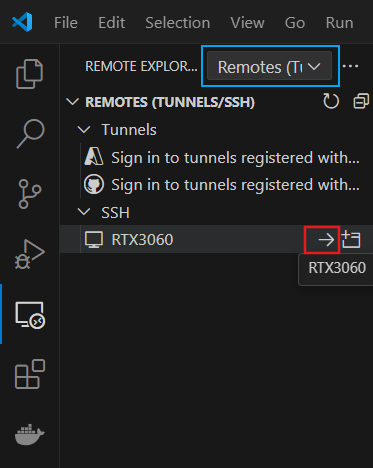 File Edit Selection View Go Run
REMOTE EXPLOR... Remotes (Tu
REMOTES (TUNNELS/SSH)
Tunnels
Sign in to tunnels registered with...
Sign in to tunnels registered with...
SSH
RTX3060
RTX3060